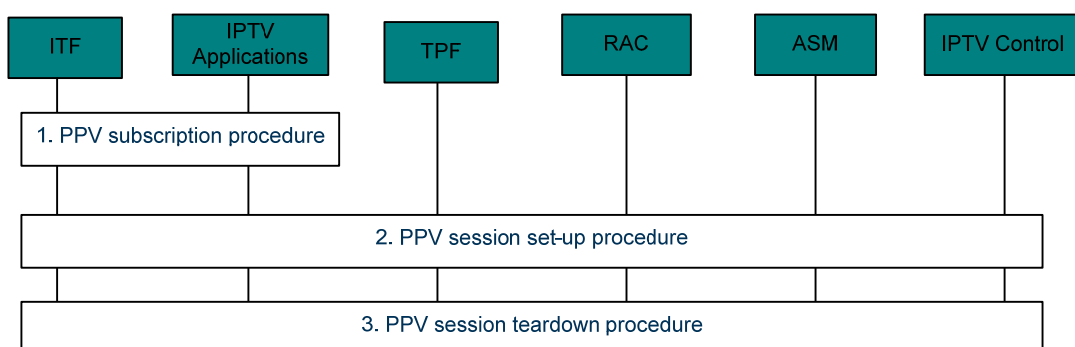 ITF
IPTV
Applications
TPF
RAC
ASM
IPTV Control
1. PPV subscription procedure
2. PPV session set-up procedure
3. PPV session teardown procedure